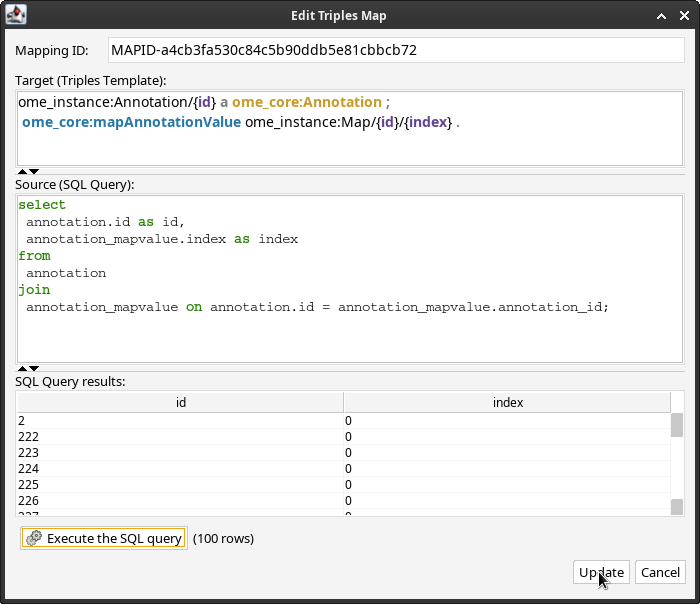 Edit Triples Map
Mapping ID: MAPID-a4cb3fa530c84c5b90ddb5e81cbbcb72
Target (Triples Template):
ome_instance:Annotation/{id} a ome_core:Annotation ;
ome_core:mapAnnotationValue ome_instance:Map/{id}/{index} .
Source (SQL Query):
select
annotation.id as id,
annotation_mapvalue.index as index
from
annotation
join
annotation_mapvalue on annotation.id = annotation_mapvalue.annotation_id;
SQL Query results:
id index
2 0
222 0
223 0
224 0
225 0
226 0
227 0
Execute the SQL query (100 rows)
Update Cancel